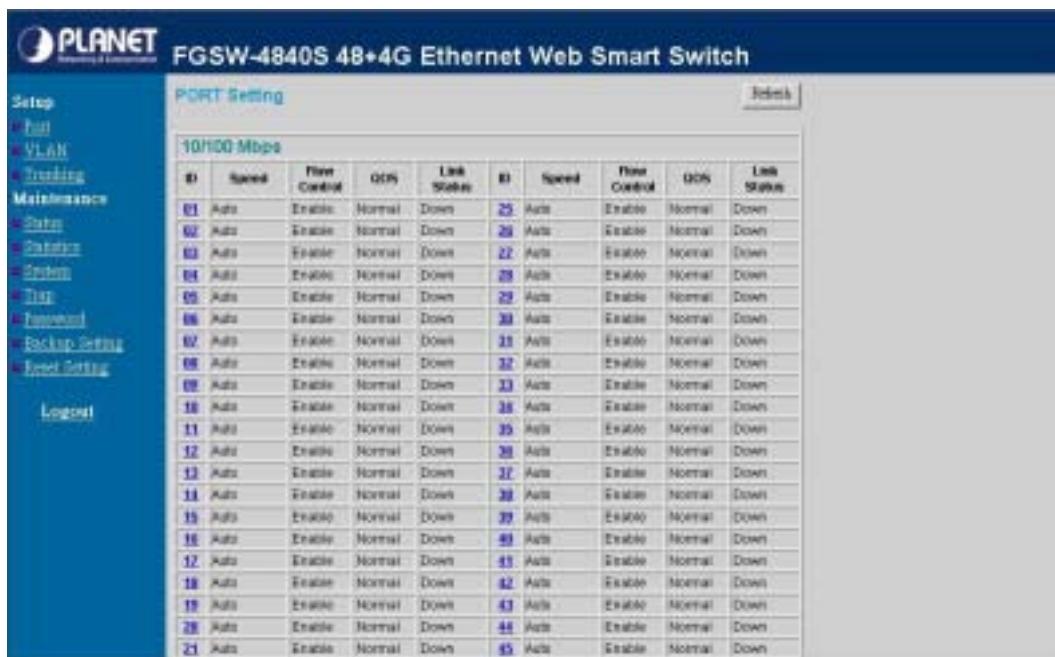 PLANET
Networking & Communication
FGSW-4840S 48+4G Ethernet Web Smart Switch
Setup
Port
VLAN
Trunking
Maintenance
Status
Statistics
System
Trap
Password
Backup Setting
Reset Setting
Logout
PORT Setting
Refresh
10/100 Mbps
ID Speed Flow Control QOS Link Status ID Speed Flow Control QOS Link Status
01 Auto Enable Normal Down 25 Auto Enable Normal Down
02 Auto Enable Normal Down 26 Auto Enable Normal Down
03 Auto Enable Normal Down 27 Auto Enable Normal Down
04 Auto Enable Normal Down 28 Auto Enable Normal Down
05 Auto Enable Normal Down 29 Auto Enable Normal Down
06 Auto Enable Normal Down 30 Auto Enable Normal Down
07 Auto Enable Normal Down 31 Auto Enable Normal Down
08 Auto Enable Normal Down 32 Auto Enable Normal Down
09 Auto Enable Normal Down 33 Auto Enable Normal Down
10 Auto Enable Normal Down 34 Auto Enable Normal Down
11 Auto Enable Normal Down 35 Auto Enable Normal Down
12 Auto Enable Normal Down 36 Auto Enable Normal Down
13 Auto Enable Normal Down 37 Auto Enable Normal Down
14 Auto Enable Normal Down 38 Auto Enable Normal Down
15 Auto Enable Normal Down 39 Auto Enable Normal Down
16 Auto Enable Normal Down 40 Auto Enable Normal Down
17 Auto Enable Normal Down 41 Auto Enable Normal Down
18 Auto Enable Normal Down 42 Auto Enable Normal Down
19 Auto Enable Normal Down 43 Auto Enable Normal Down
20 Auto Enable Normal Down 44 Auto Enable Normal Down
21 Auto Enable Normal Down 45 Auto Enable Normal Down